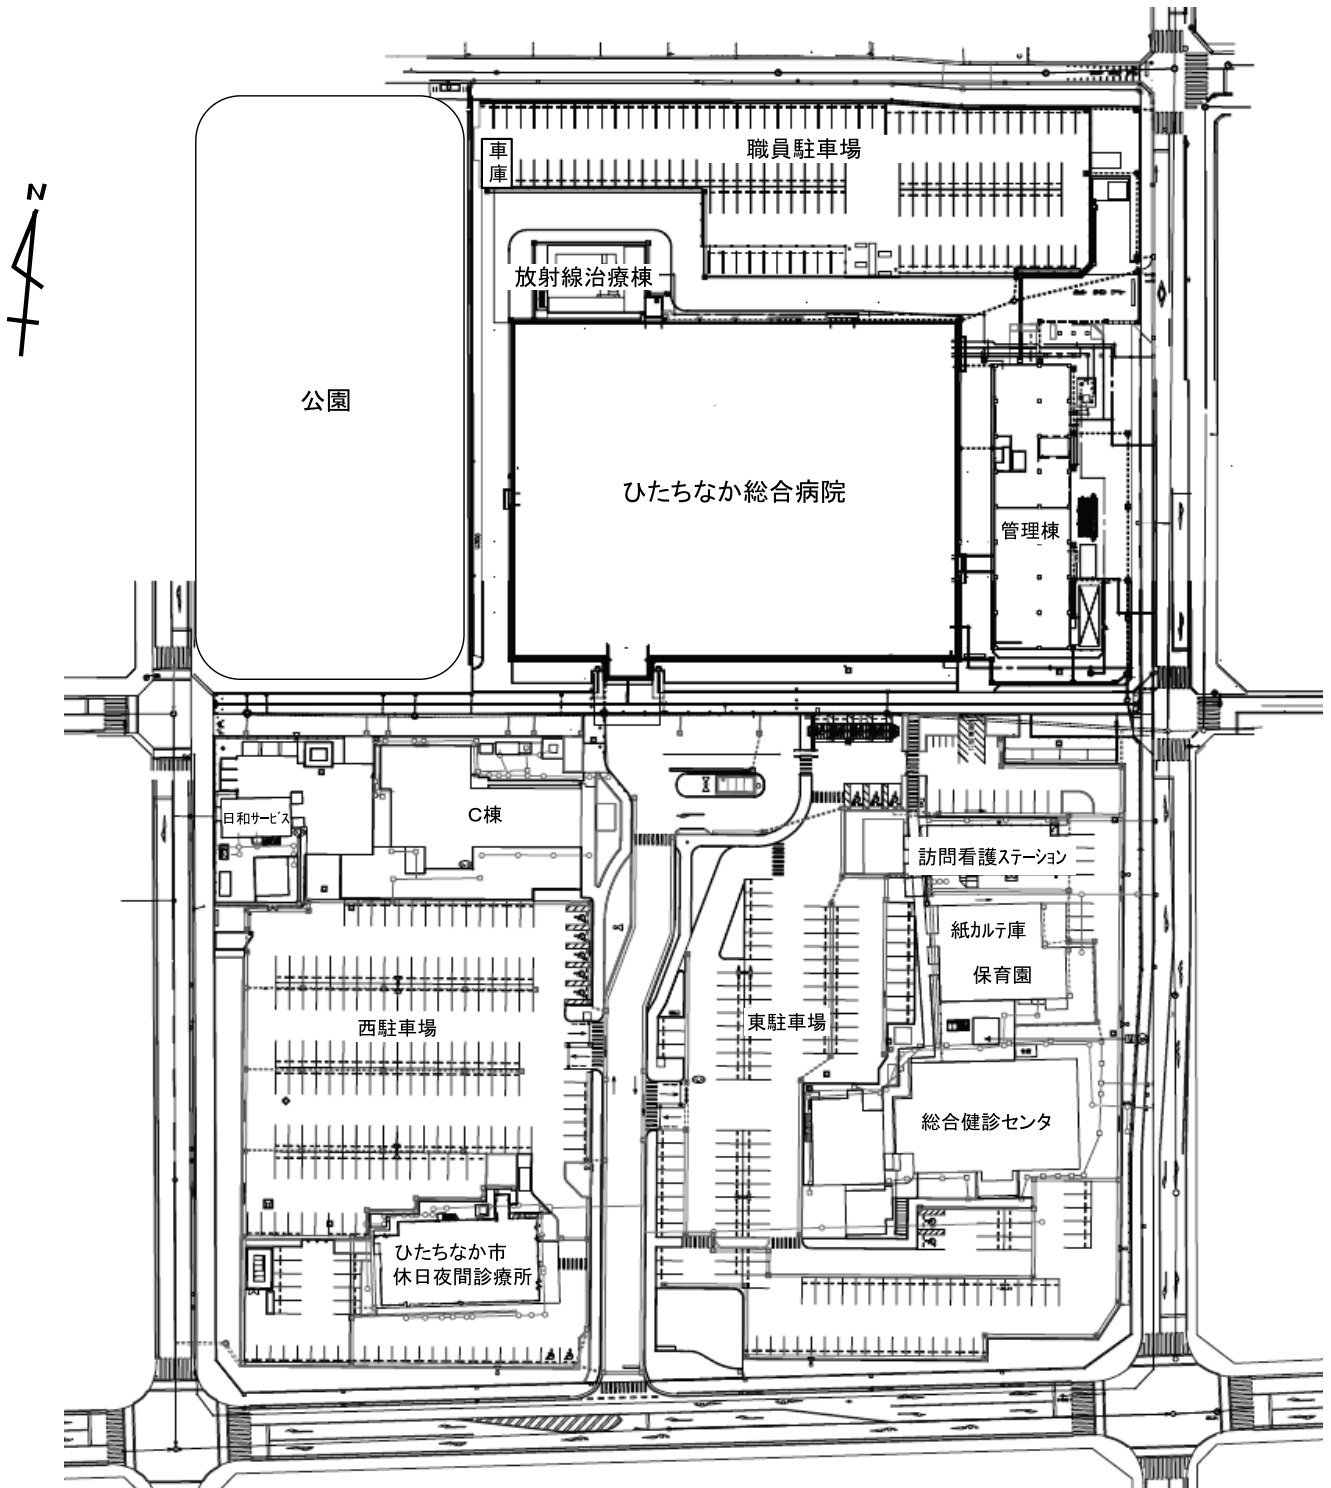 N
車
庫
職員駐車場
放射線治療棟
公園
ひたちなか総合病院
管理棟
日和サービス
C棟
訪問看護ステーション
紙カルテ庫
保育園
西駐車場
東駐車場
総合健診センタ
ひたちなか市
休日夜間診療所